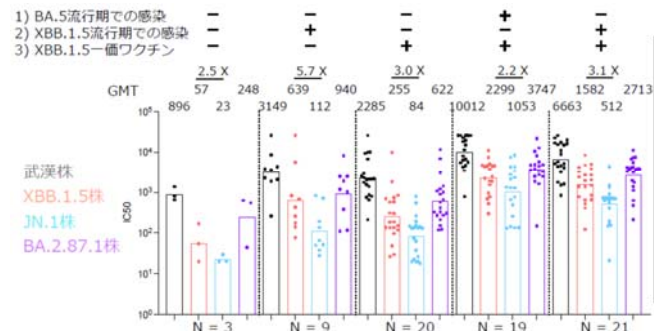 1) BA.5流行期での感染 − − − + −
2) XBB.1.5流行期での感染 − + − − +
3) XBB.1.5一価ワクチン − − + + +
2.5 X 5.7 X 3.0 X 2.2 X 3.1 X
GMT 57 248 639 940 255 622 2299 3747 1582 2713
896 23 3149 112 2285 84 10012 1053 6663 512
武漢株
XBB.1.5株
JN.1株
BA.2.87.1株
IC50
10⁵
10⁴
10³
10²
10¹
10⁰
N = 3 N = 9 N = 20 N = 19 N = 21